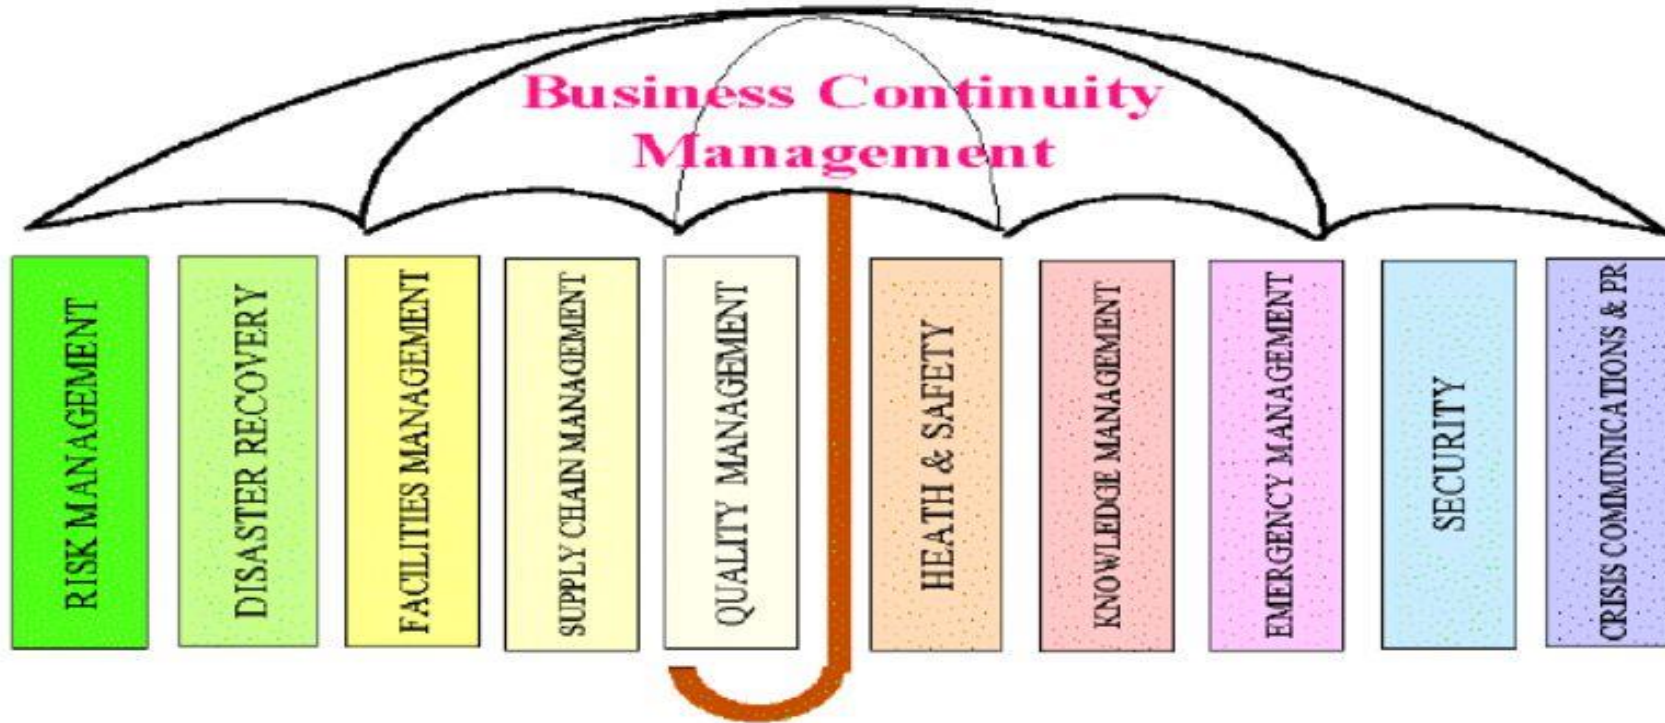 Business Continuity
Management
RISK MANAGEMENT
DISASTER RECOVERY
FACILITIES MANAGEMENT
SUPPLY CHAIN MANAGEMENT
QUALITY MANAGEMENT
HEATH & SAFETY
KNOWLEDGE MANAGEMENT
EMERGENCY MANAGEMENT
SECURITY
CRISIS COMMUNICATIONS & PR